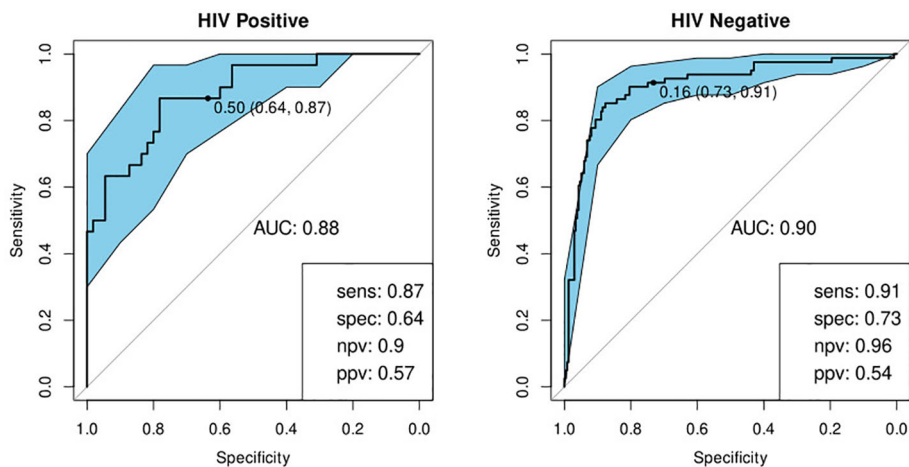 HIV Positive
1.0
0.8
0.6
0.4
0.2
0.0
Sensitivity
0.50 (0.64, 0.87)
AUC: 0.88
sens: 0.87
spec: 0.64
npv: 0.9
ppv: 0.57
1.0 0.8 0.6 0.4 0.2 0.0
Specificity
HIV Negative
1.0
0.8
0.6
0.4
0.2
0.0
Sensitivity
0.16 (0.73, 0.91)
AUC: 0.90
sens: 0.91
spec: 0.73
npv: 0.96
ppv: 0.54
1.0 0.8 0.6 0.4 0.2 0.0
Specificity